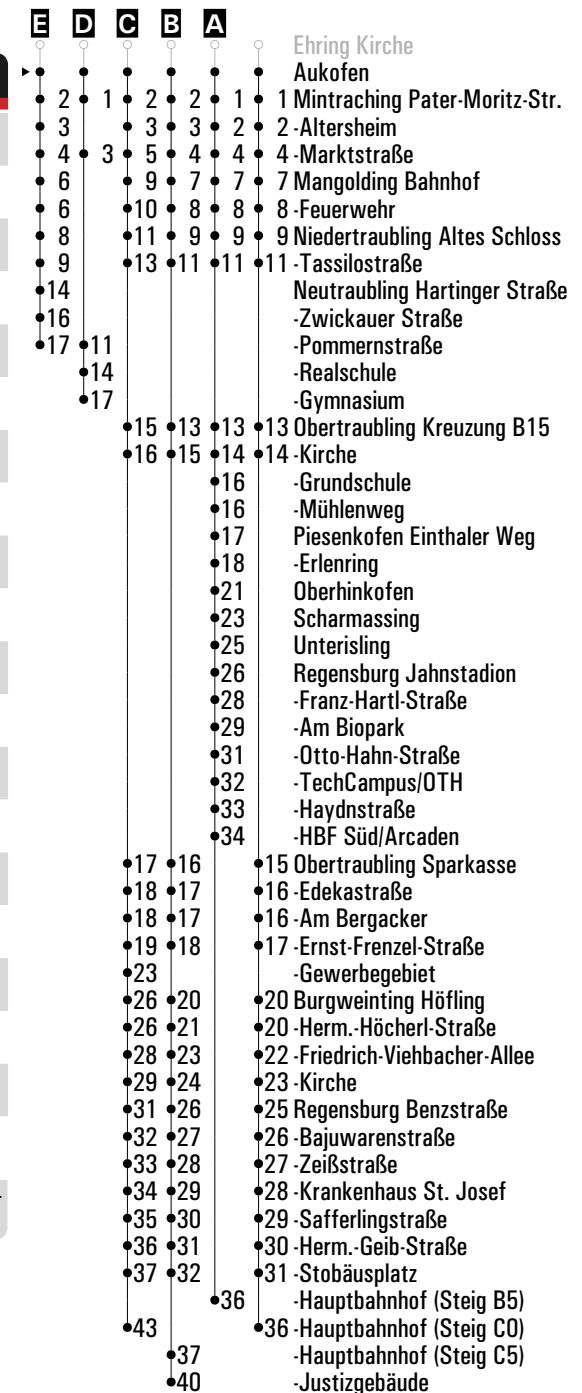 E D C B A
Ehring Kirche
Aukofen
2 1 2 2 1 1 Mintraching Pater-Moritz-Str.
3 3 3 2 2 -Altersheim
4 3 5 4 4 4 -Marktstraße
6 9 7 7 7 Mangolding Bahnhof
6 10 8 8 8 -Feuerwehr
8 11 9 9 9 Niedertraubling Altes Schloss
9 13 11 11 11 -Tassilostraße
14 Neutraubling Hartinger Straße
16 -Zwickauer Straße
17 11 -Pommernstraße
14 -Realschule
17 -Gymnasium
15 13 13 13 Obertraubling Kreuzung B15
16 15 14 14 -Kirche
16 -Grundschule
16 -Mühlenweg
17 Piesenkofen Einthaler Weg
18 -Erlenring
21 Oberhinkofen
23 Scharmassing
25 Unterisling
26 Regensburg Jahnstadion
28 -Franz-Hartl-Straße
29 -Am Biopark
31 -Otto-Hahn-Straße
32 -TechCampus/OTH
33 -Haydnstraße
34 -HBF Süd/Arcaden
17 16 15 Obertraubling Sparkasse
18 17 16 -Edekastraße
18 17 16 -Am Bergacker
19 18 17 -Ernst-Frenzel-Straße
23 -Gewerbegebiet
26 20 20 Burgweinting Höfling
26 21 20 -Herm.-Höcherl-Straße
28 23 22 -Friedrich-Viehbacher-Allee
29 24 23 -Kirche
31 26 25 Regensburg Benzstraße
32 27 26 -Bajuwarenstraße
33 28 27 -Zeißstraße
34 29 28 -Krankenhaus St. Josef
35 30 29 -Safferlingstraße
36 31 30 -Herm.-Geib-Straße
37 32 31 -Stobäusplatz
36 -Hauptbahnhof (Steig B5)
43 36 -Hauptbahnhof (Steig C0)
37 -Hauptbahnhof (Steig C5)
40 -Justizgebäude